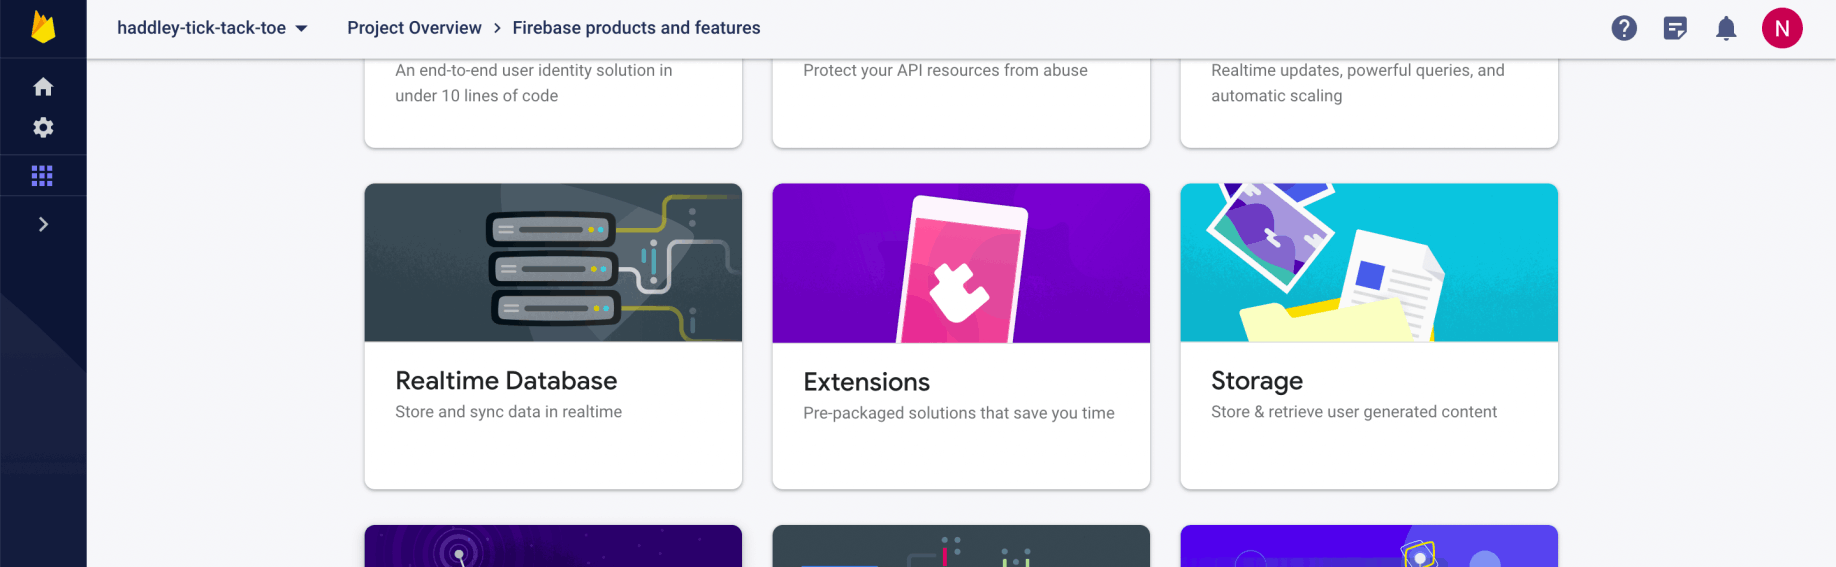 haddley-tick-tack-toe
Project Overview > Firebase products and features
N
An end-to-end user identity solution in
under 10 lines of code
Protect your API resources from abuse
Realtime updates, powerful queries, and
automatic scaling
Realtime Database
Store and sync data in realtime
Extensions
Pre-packaged solutions that save you time
Storage
Store & retrieve user generated content